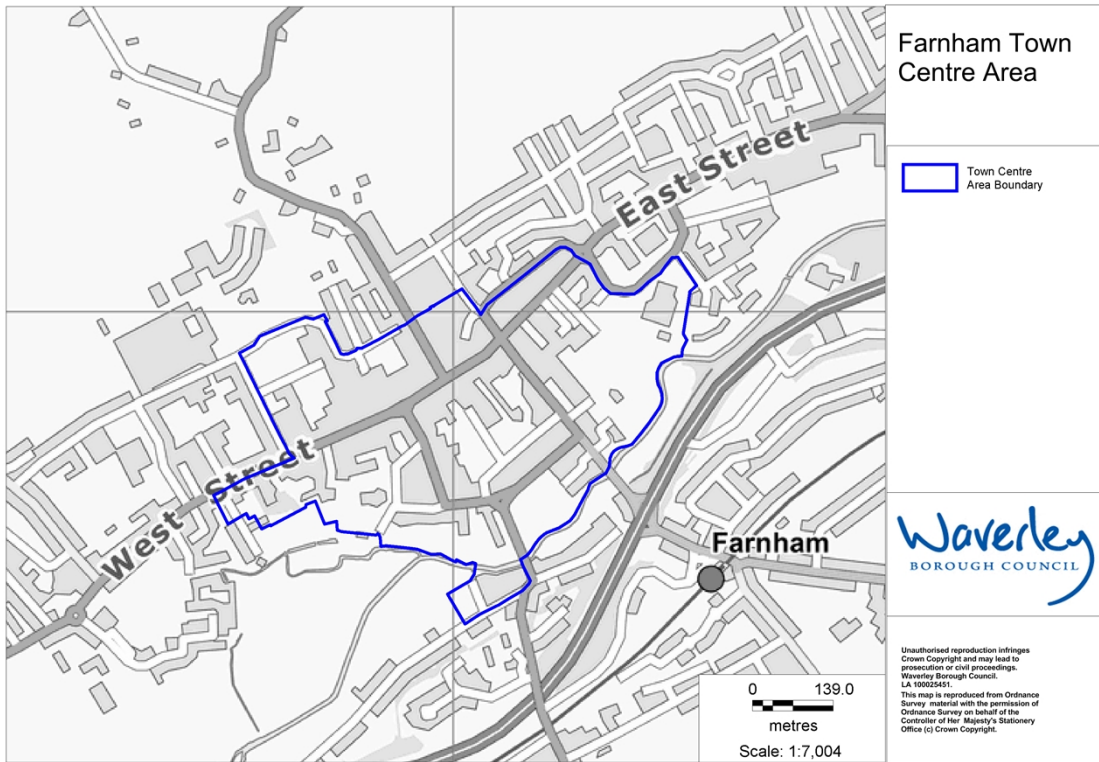 Farnham Town
Centre Area
Town Centre
Area Boundary
East Street
West Street
Farnham
Waverley
BOROUGH COUNCIL
0 139.0
metres
Scale: 1:7,004
Unauthorised reproduction infringes
Crown Copyright and may lead to
prosecution or civil proceedings.
Waverley Borough Council.
LA 100025451.
This map is reproduced from Ordnance
Survey material with the permission of
Ordnance Survey on behalf of the
Controller of Her Majesty's Stationery
Office (c) Crown Copyright.